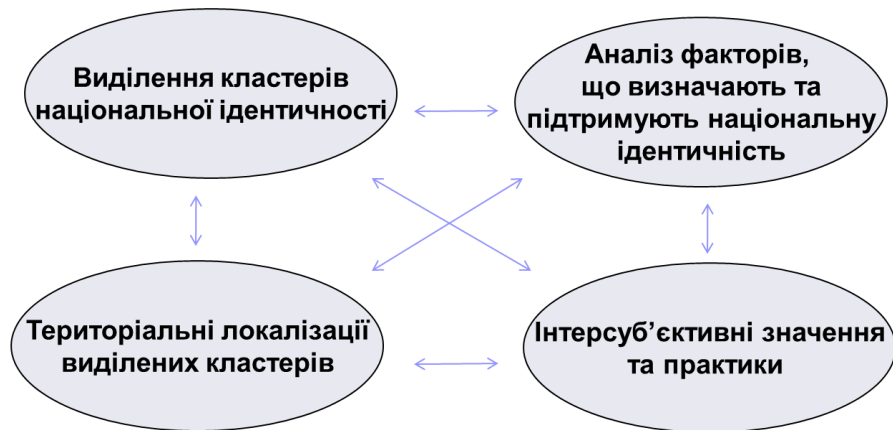 Виділення кластерів
національної ідентичності
Аналіз факторів,
що визначають та
підтримують національну
ідентичність
Територіальні локалізації
виділених кластерів
Інтерсуб’єктивні значення
та практики